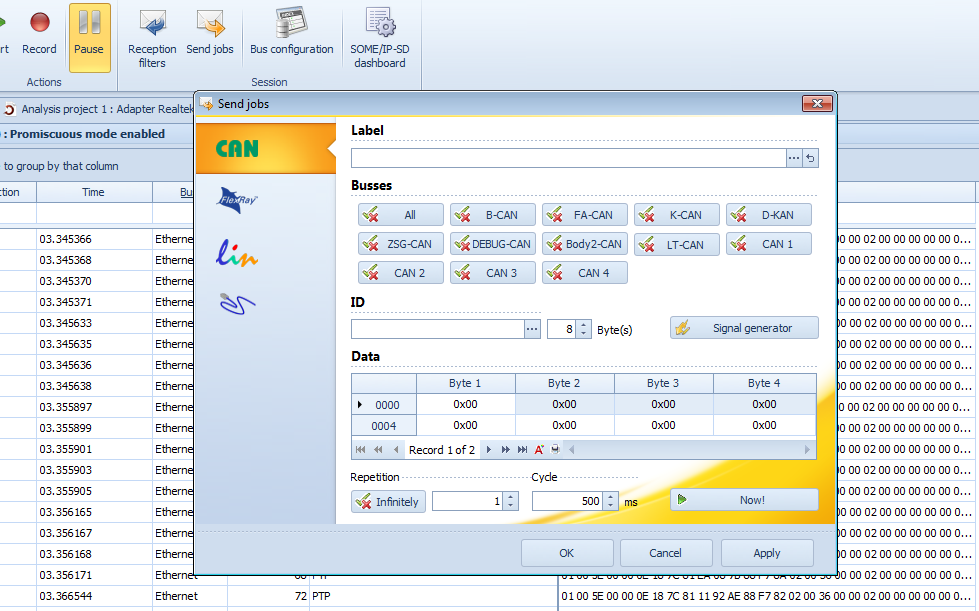 rt Record Pause Reception filters Send jobs Bus configuration SOME/IP-SD dashboard
Actions Session
Analysis project 1 : Adapter Realtek
: Promiscuous mode enabled
to group by that column
tion Time Bu
03.345366 Etherne
03.345368 Etherne
03.345370 Etherne
03.345371 Etherne
03.345633 Etherne
03.345635 Etherne
03.345636 Etherne
03.345638 Etherne
03.355897 Etherne
03.355899 Etherne
03.355901 Etherne
03.355903 Etherne
03.355905 Etherne
03.356165 Etherne
03.356167 Etherne
03.356168 Etherne
03.356171 Ethernet
03.366544 Ethernet 72 PTP 01 00 5E 00 00 0E 18 7C 81 11 92 AE 88 F7 82 02 00 36 00 00 02 00 00 00 00 00 0...
Send jobs
CAN
FlexRay
lin
Label
Busses
All B-CAN FA-CAN K-CAN D-KAN
ZSG-CAN DEBUG-CAN Body2-CAN LT-CAN CAN 1
CAN 2 CAN 3 CAN 4
ID
8 Byte(s) Signal generator
Data
Byte 1 Byte 2 Byte 3 Byte 4
0000 0x00 0x00 0x00 0x00
0004 0x00 0x00 0x00 0x00
Record 1 of 2
Repetition Cycle
Infinitely 1 500 ms Now!
OK Cancel Apply